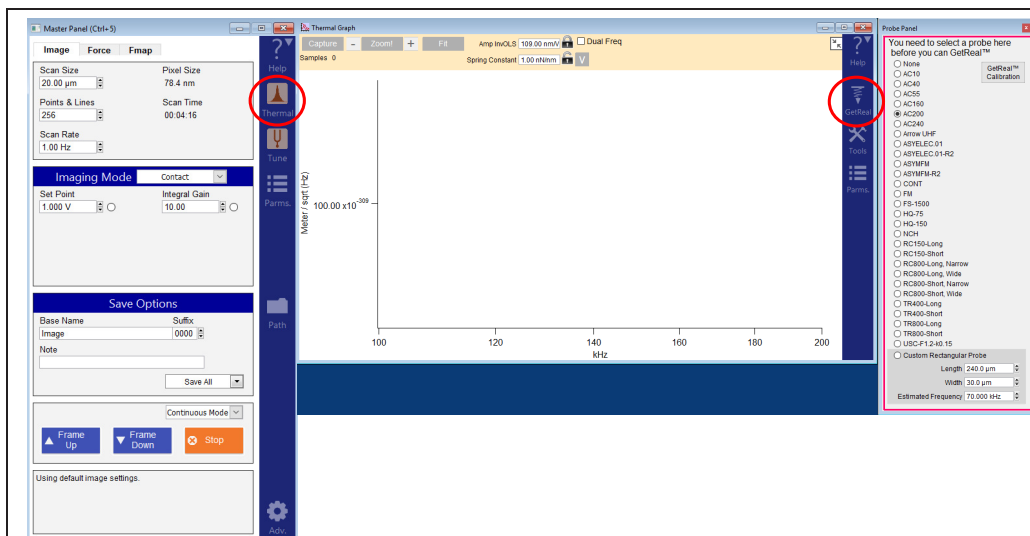 Master Panel (Ctrl+5)
Image Force Fmap
Scan Size Pixel Size
20.00 µm 78.4 nm
Points & Lines Scan Time
256 00:04:16
Scan Rate
1.00 Hz
Imaging Mode Contact
Set Point Integral Gain
1.000 V 10.00
Save Options
Base Name Suffix
Image 0000
Note
Save All
Continuous Mode
Frame Up Frame Down Stop
Using default image settings.
Help
Thermal
Tune
Parms.
Path
Adv.
Thermal Graph
Capture - Zoom! + Fit Amp InvOLS 109.00 nm/V Dual Freq
Samples 0 Spring Constant 1.00 nN/nm V
Meter / sqrt (Hz)
100.00 x10-309
100 120 140 160 180 200
kHz
Help
GetReal
Tools
Parms.
Probe Panel
You need to select a probe here
before you can GetReal™
GetReal™
Calibration
None
AC10
AC40
AC55
AC160
AC200
AC240
Arrow UHF
ASYELEC.01
ASYELEC.01-R2
ASYMFM
ASYMFM-R2
CONT
FM
FS-1500
HQ-75
HQ-150
NCH
RC150-Long
RC150-Short
RC800-Long, Narrow
RC800-Long, Wide
RC800-Short, Narrow
RC800-Short, Wide
TR400-Long
TR400-Short
TR800-Long
TR800-Short
USC-F1.2-k0.15
Custom Rectangular Probe
Length 240.0 µm
Width 30.0 µm
Estimated Frequency 70.000 kHz